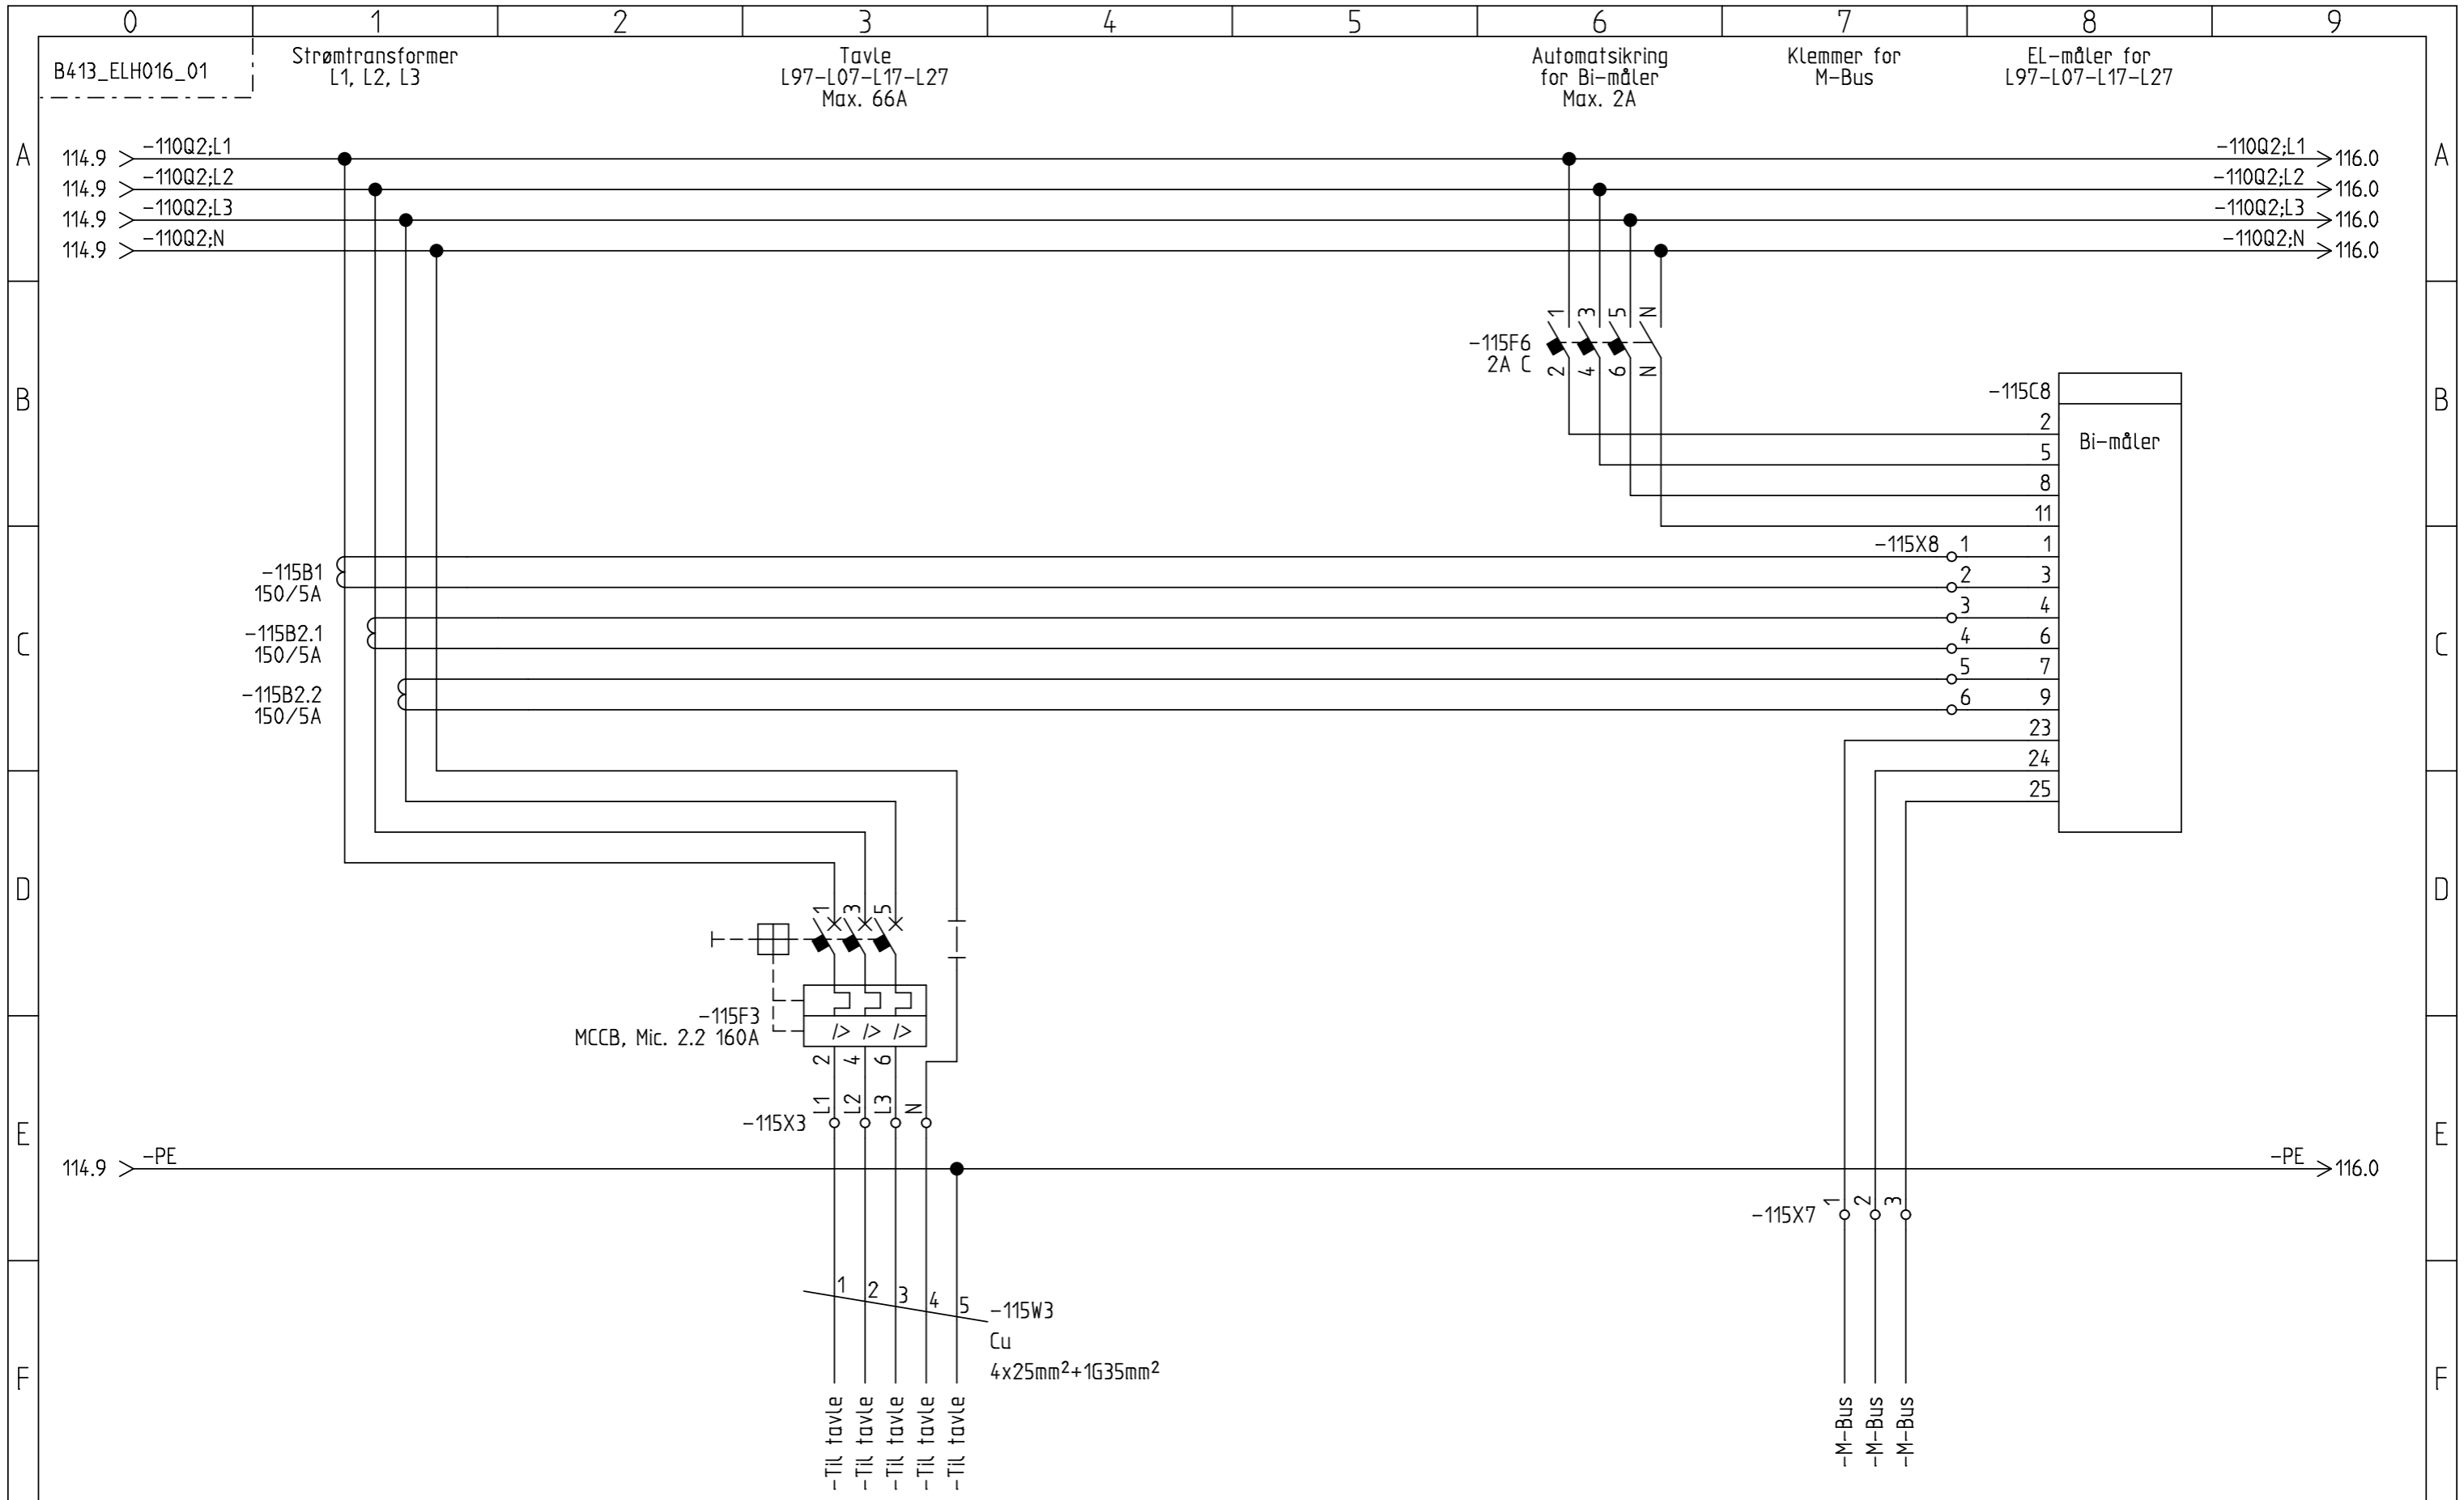 0 1 2 3 4 5 6 7 8 9
B413_ELH016_01
Strømtransformer
L1, L2, L3
Tavle
L97-L07-L17-L27
Max. 66A
Automatsikring
for Bi-måler
Max. 2A
Klemmer for
M-Bus
EL-måler for
L97-L07-L17-L27
A 114.9 -110Q2;L1 -110Q2;L1 116.0 A
114.9 -110Q2;L2 -110Q2;L2 116.0
114.9 -110Q2;L3 -110Q2;L3 116.0
114.9 -110Q2;N -110Q2;N 116.0
1 3 5 N
-115F6
2A C
2 4 6 N
B B
-115C8
Bi-måler
2
5
8
11
-115X8 1 1
2 3
3 4
4 6
5 7
6 9
23
24
25
-115B1
150/5A
-115B2.1
150/5A
-115B2.2
150/5A
C C
D D
1 3 5
-115F3
MCCB, Mic. 2.2 160A
I> I> I>
2 4 6
-115X3 L1 L2 L3 N
E E
114.9 -PE -PE 116.0
-115X7 1 2 3
1 2 3 4 5 -115W3
Cu
4x25mm²+1G35mm²
F F
-Til tavle
-Til tavle
-Til tavle
-Til tavle
-Til tavle
-M-Bus
-M-Bus
-M-Bus